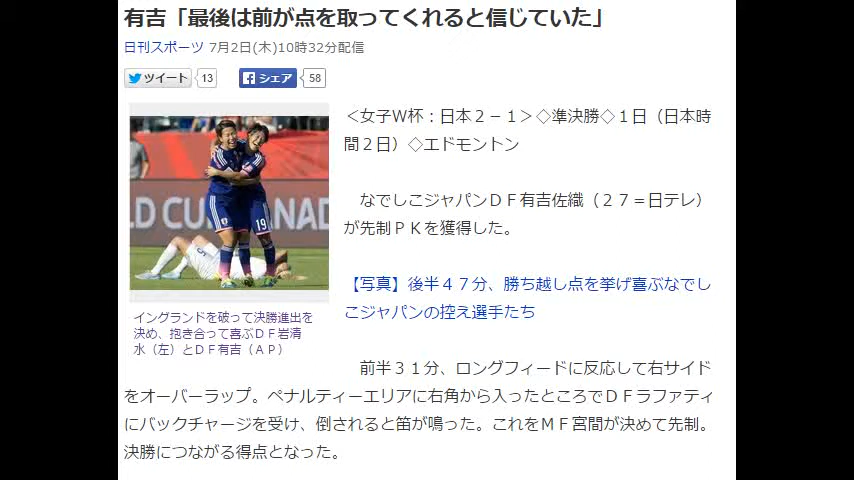 有吉「最後は前が点を取ってくれると信じていた」
日刊スポーツ 7月2日(木)10時32分配信
ツイート 13 シェア 58
＜女子Ｗ杯：日本２－１＞◇準決勝◇１日（日本時
間２日）◇エドモントン
なでしこジャパンＤＦ有吉佐織（２７＝日テレ）
が先制ＰＫを獲得した。
【写真】後半４７分、勝ち越し点を挙げ喜ぶなでし
こジャパンの控え選手たち
LD CU ANAD
19
5
イングランドを破って決勝進出を
決め、抱き合って喜ぶＤＦ岩清
水（左）とＤＦ有吉（ＡＰ）
前半３１分、ロングフィードに反応して右サイド
をオーバーラップ。ペナルティーエリアに右角から入ったところでＤＦラファティ
にバックチャージを受け、倒されると笛が鳴った。これをＭＦ宮間が決めて先制。
決勝につながる得点となった。